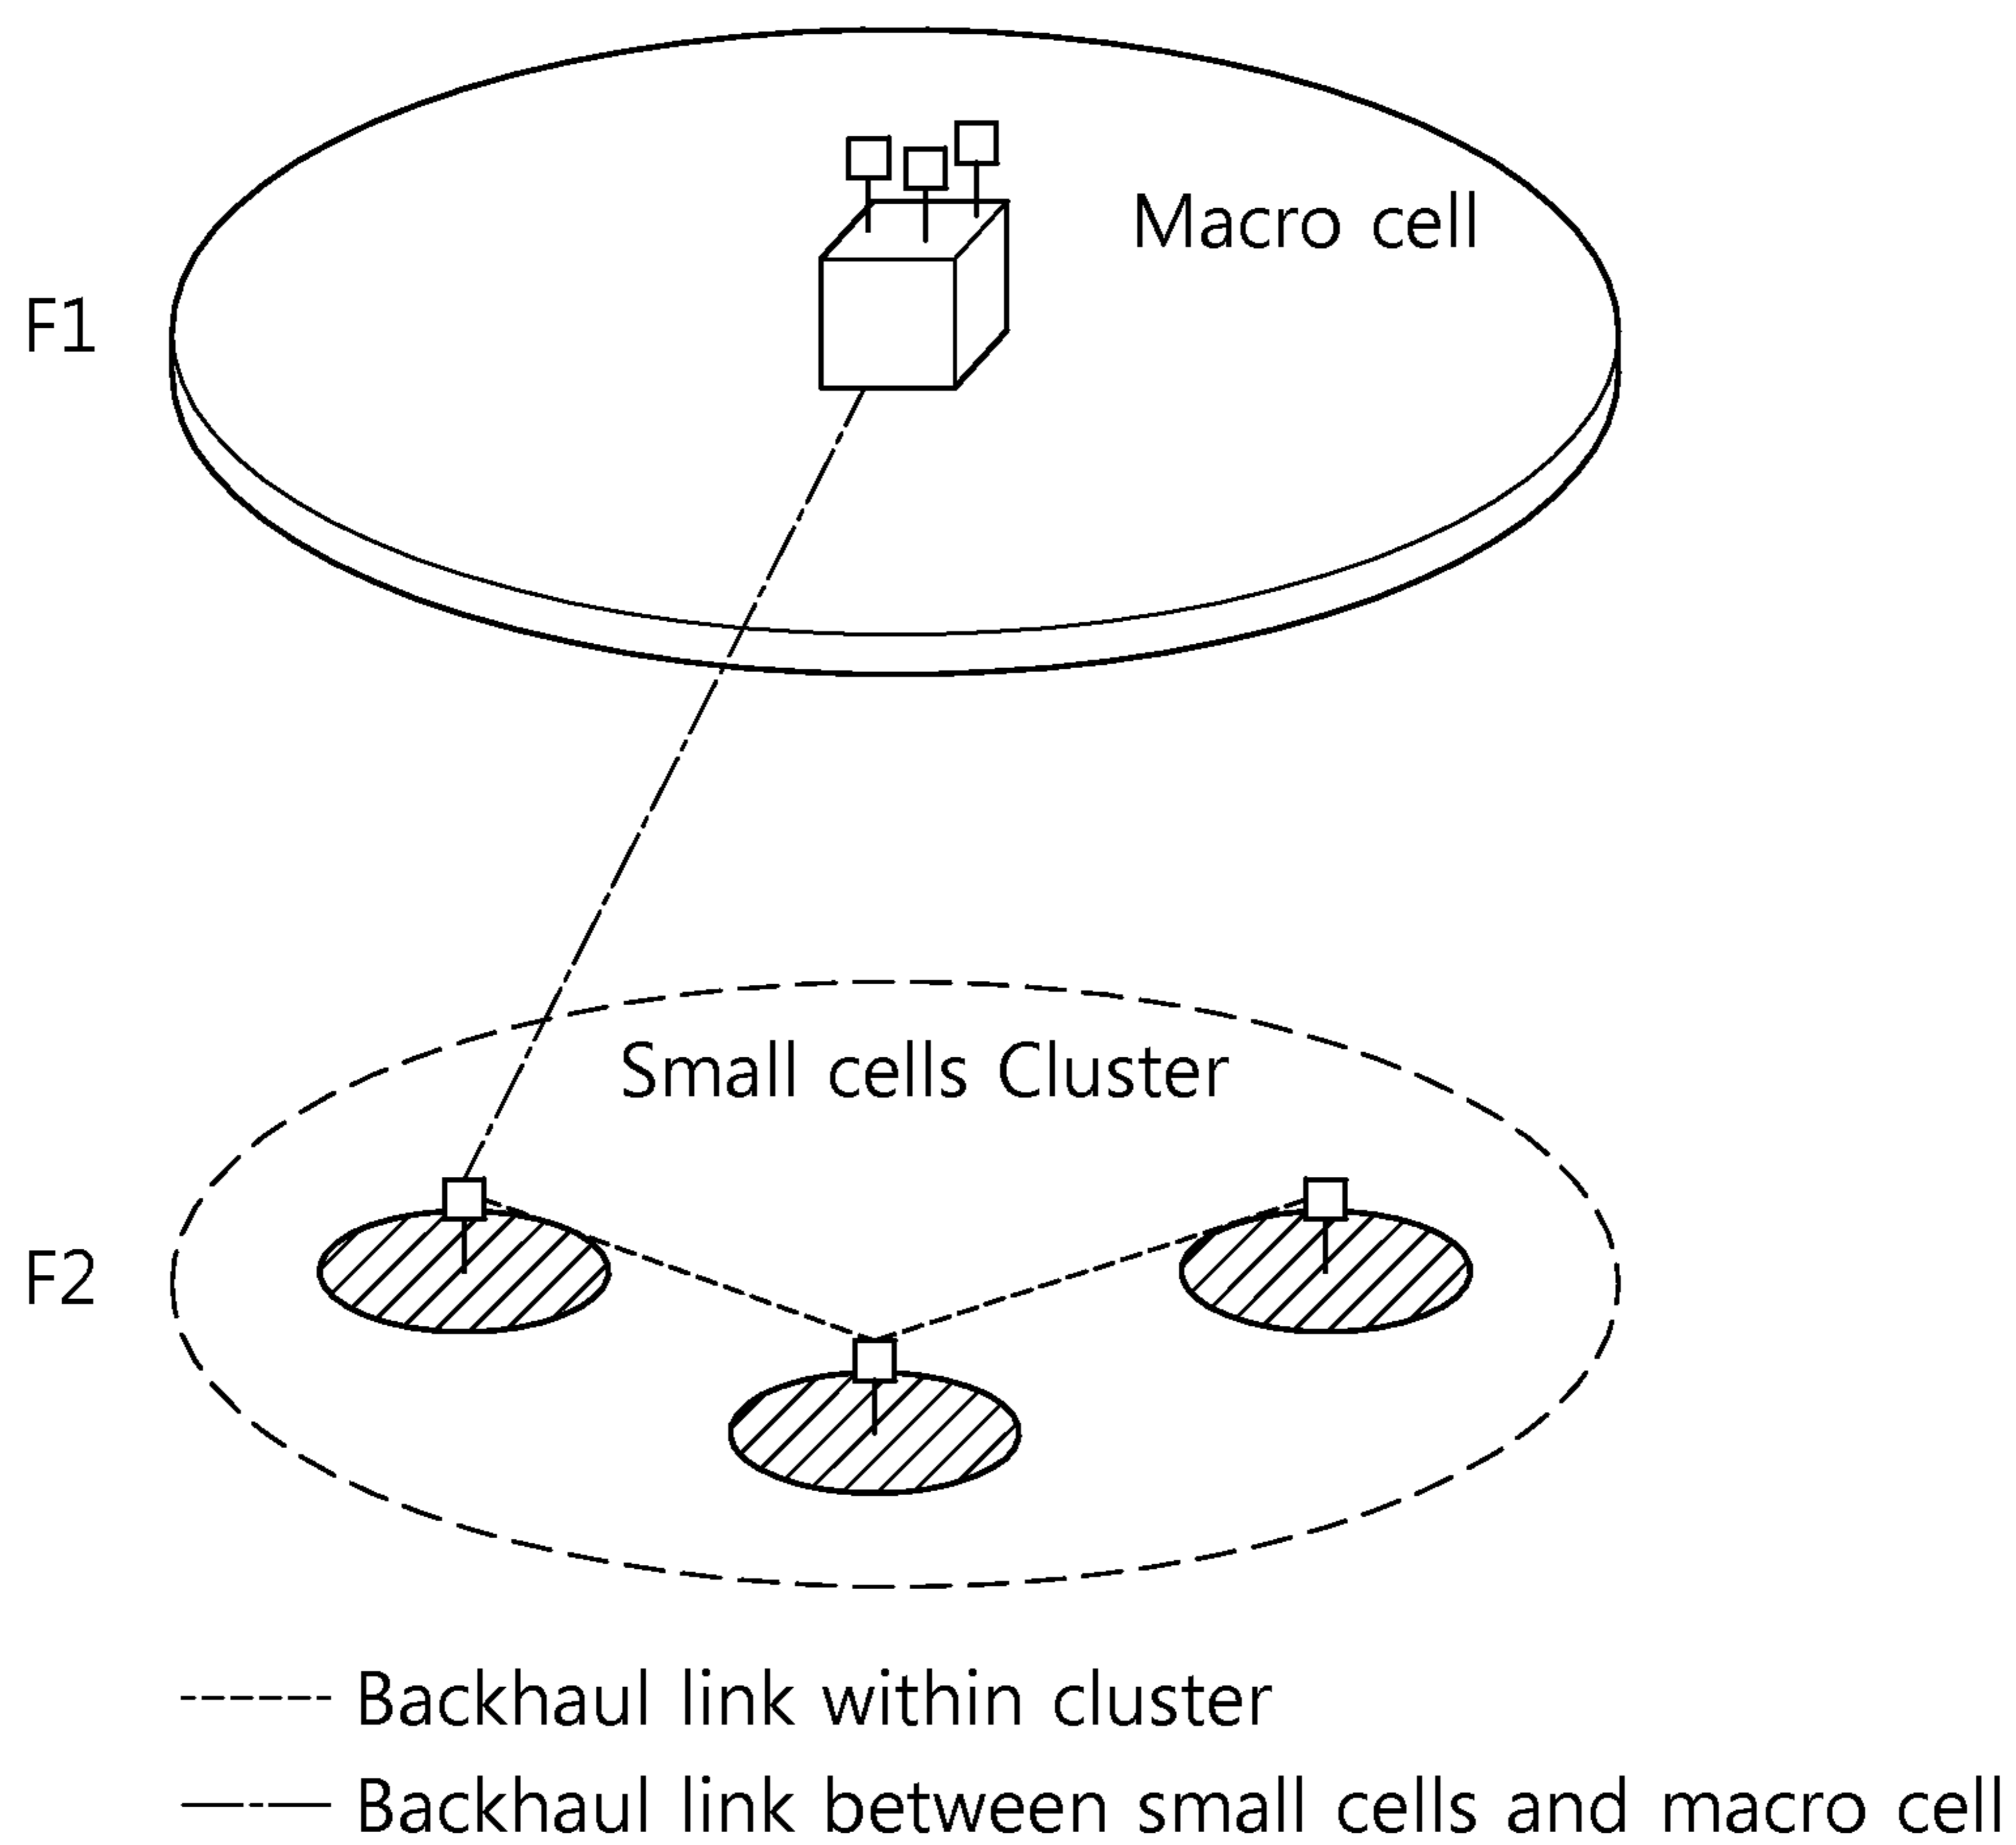 Macro cell
F1
Small cells Cluster
F2
Backhaul link within cluster
Backhaul link between small cells and macro cell